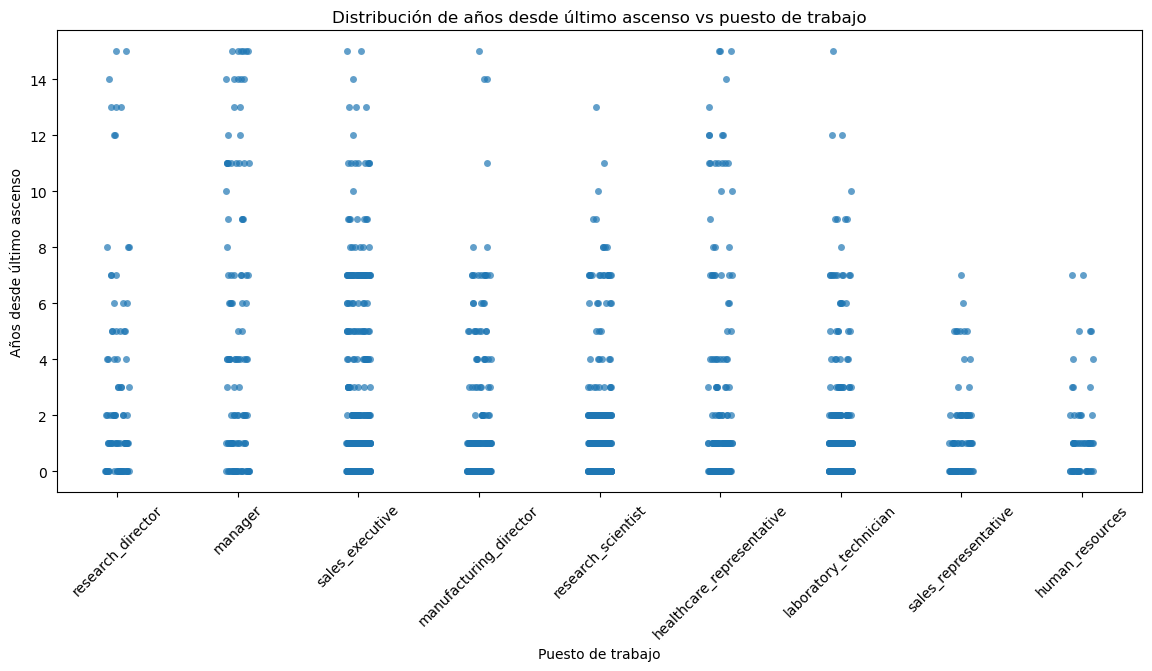 Distribución de años desde último ascenso vs puesto de trabajo
Años desde último ascenso
14
12
10
8
6
4
2
0
research_director
manager
sales_executive
manufacturing_director
research_scientist
healthcare_representative
laboratory_technician
sales_representative
human_resources
Puesto de trabajo